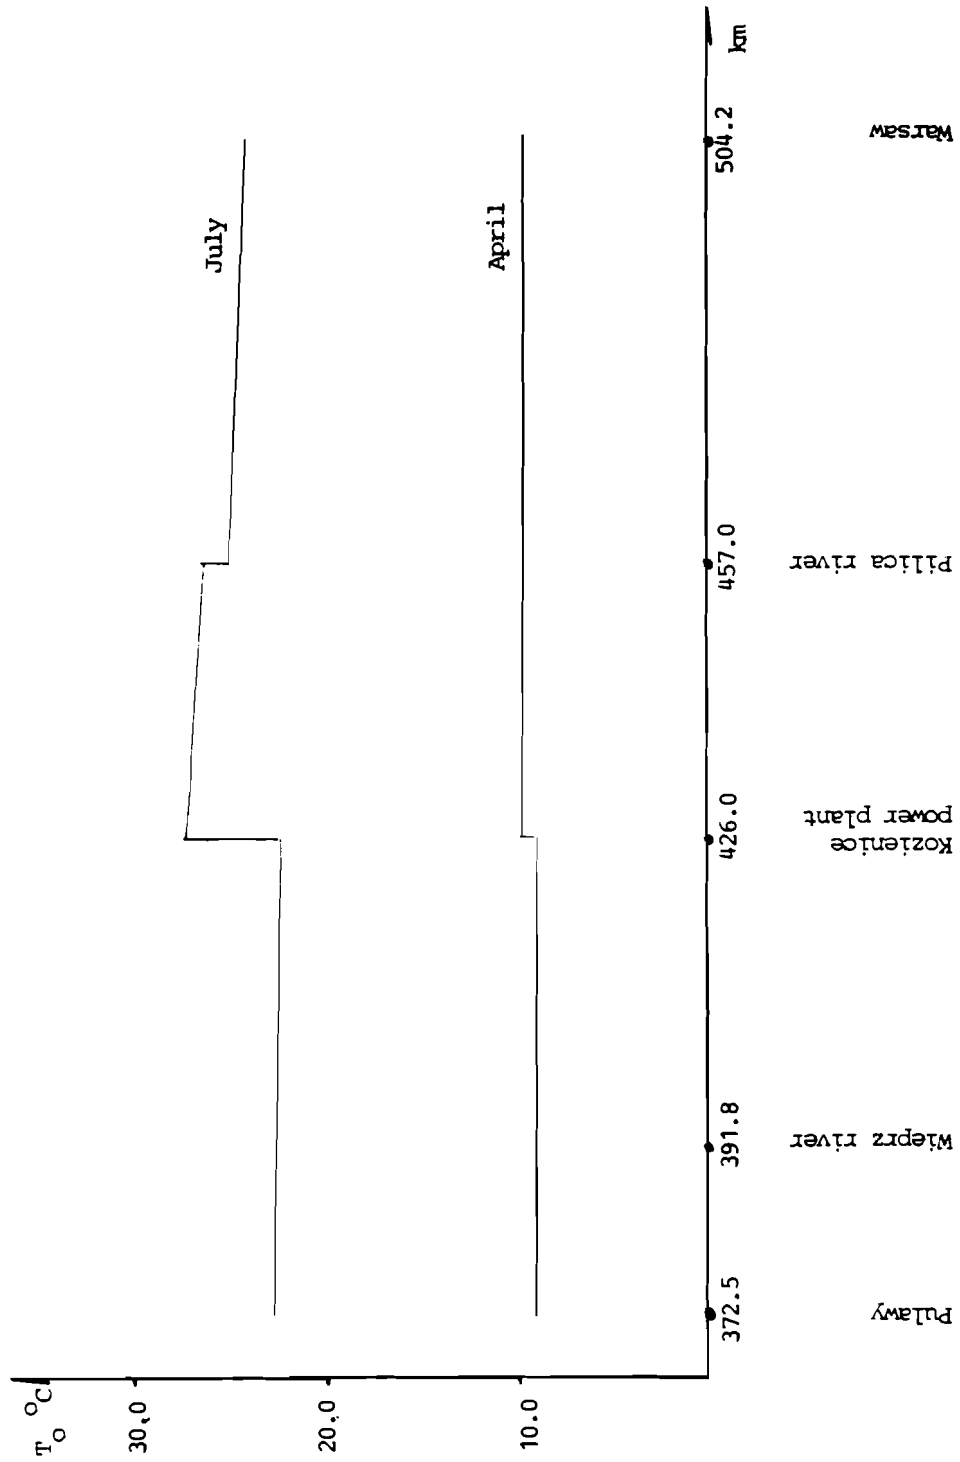 T₀ °C
30.0
20.0
10.0
July
April
372.5
391.8
426.0
457.0
504.2
km
Pulawy
Wieprz river
Kozienice
power plant
Pilica river
Warsaw